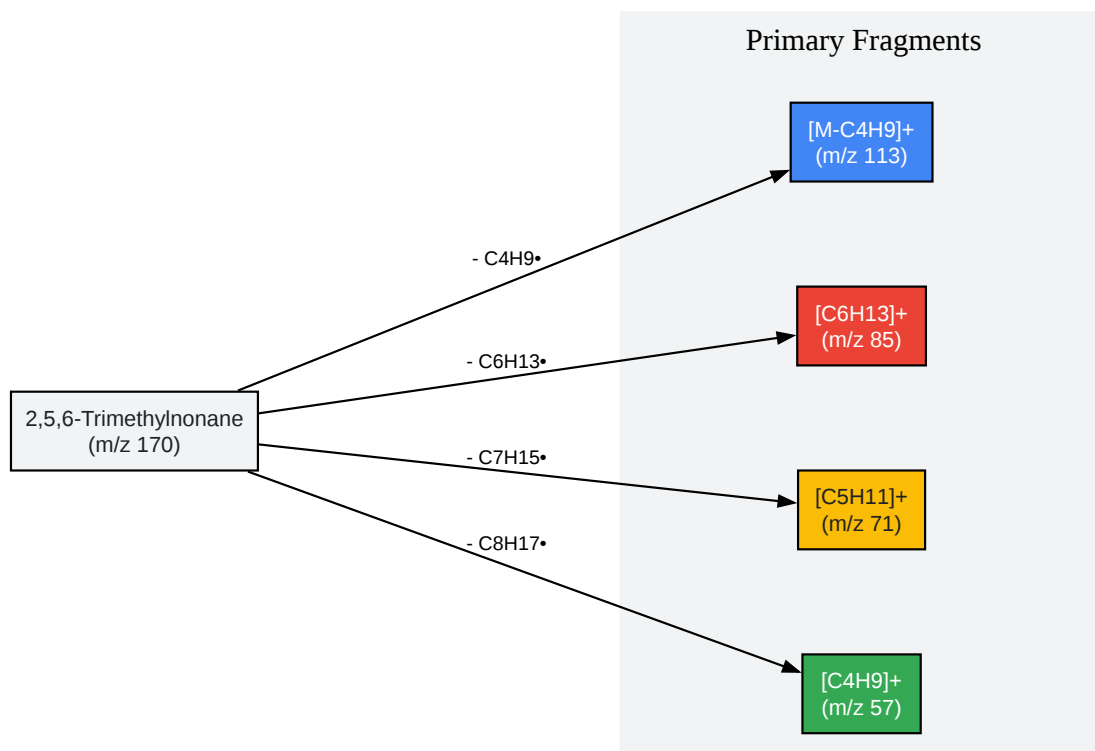 Primary Fragments
[M-C4H9]+
(m/z 113)
- C4H9•
[C6H13]+
(m/z 85)
- C6H13•
2,5,6-Trimethylnonane
(m/z 170)
- C7H15•
[C5H11]+
(m/z 71)
- C8H17•
[C4H9]+
(m/z 57)